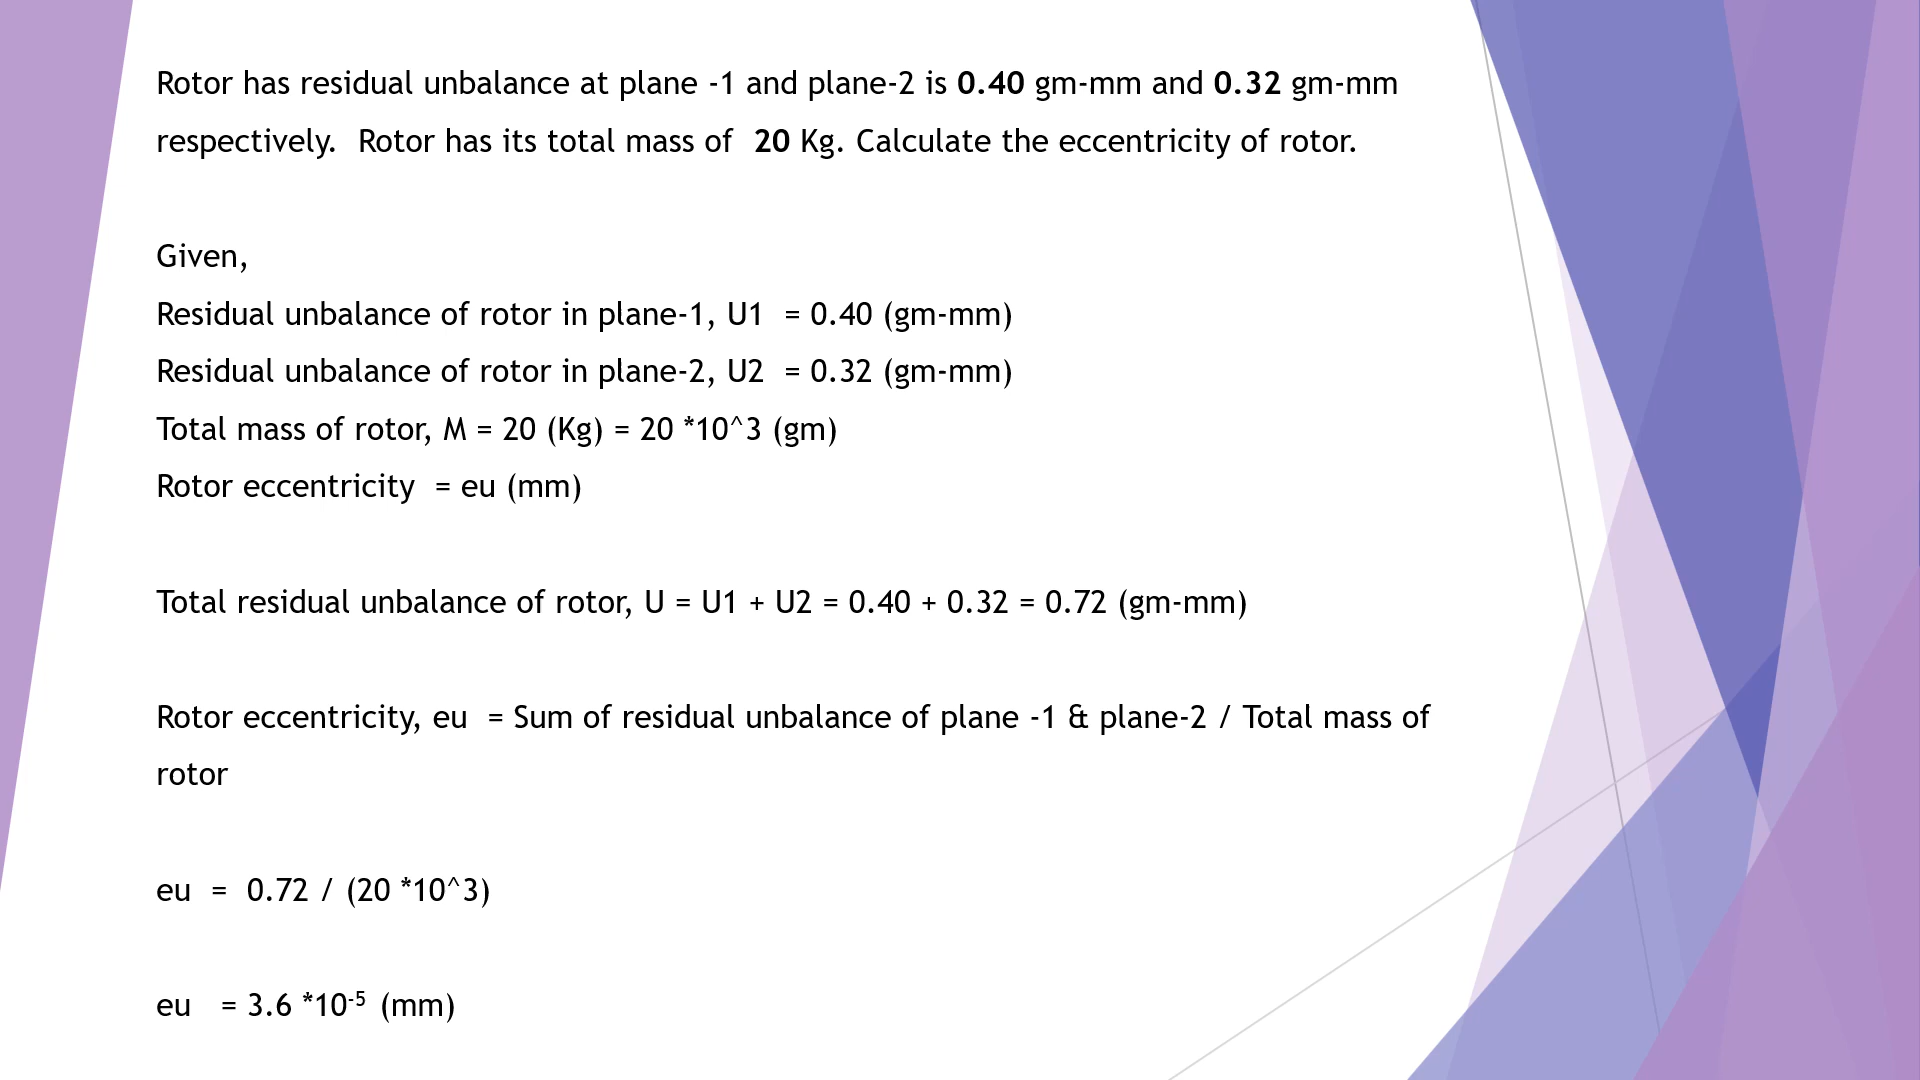 Rotor has residual unbalance at plane -1 and plane-2 is 0.40 gm-mm and 0.32 gm-mm
respectively.  Rotor has its total mass of  20 Kg. Calculate the eccentricity of rotor.
Given,
Residual unbalance of rotor in plane-1, U1  = 0.40 (gm-mm)
Residual unbalance of rotor in plane-2, U2  = 0.32 (gm-mm)
Total mass of rotor, M = 20 (Kg) = 20 *10^3 (gm)
Rotor eccentricity  = eu (mm)
Total residual unbalance of rotor, U = U1 + U2 = 0.40 + 0.32 = 0.72 (gm-mm)
Rotor eccentricity, eu  = Sum of residual unbalance of plane -1 & plane-2 / Total mass of
rotor
eu  =  0.72 / (20 *10^3)
eu   = 3.6 *10⁻⁵ (mm)